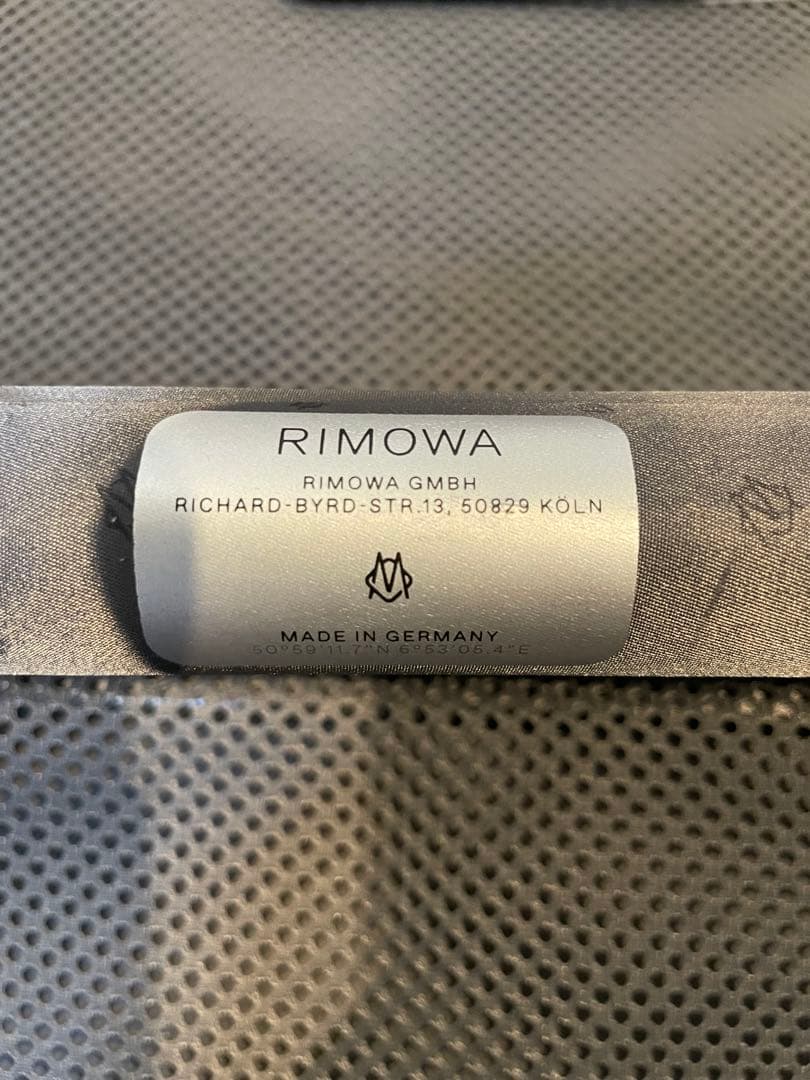 RIMOWA
RIMOWA GMBH
RICHARD-BYRD-STR.13, 50829 KÖLN
MADE IN GERMANY
50°59'11.7"N 6°53'05.4"E